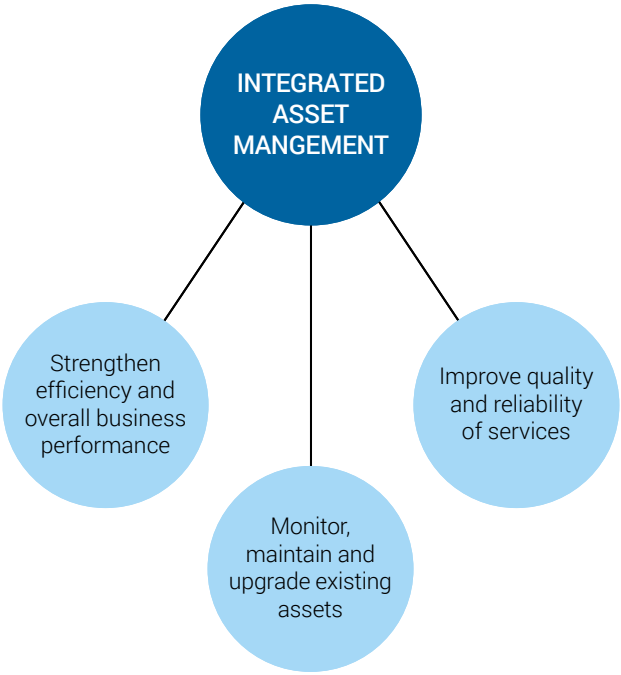 INTEGRATED
ASSET
MANGEMENT
Strengthen
efficiency and
overall business
performance
Monitor,
maintain and
upgrade existing
assets
Improve quality
and reliability
of services